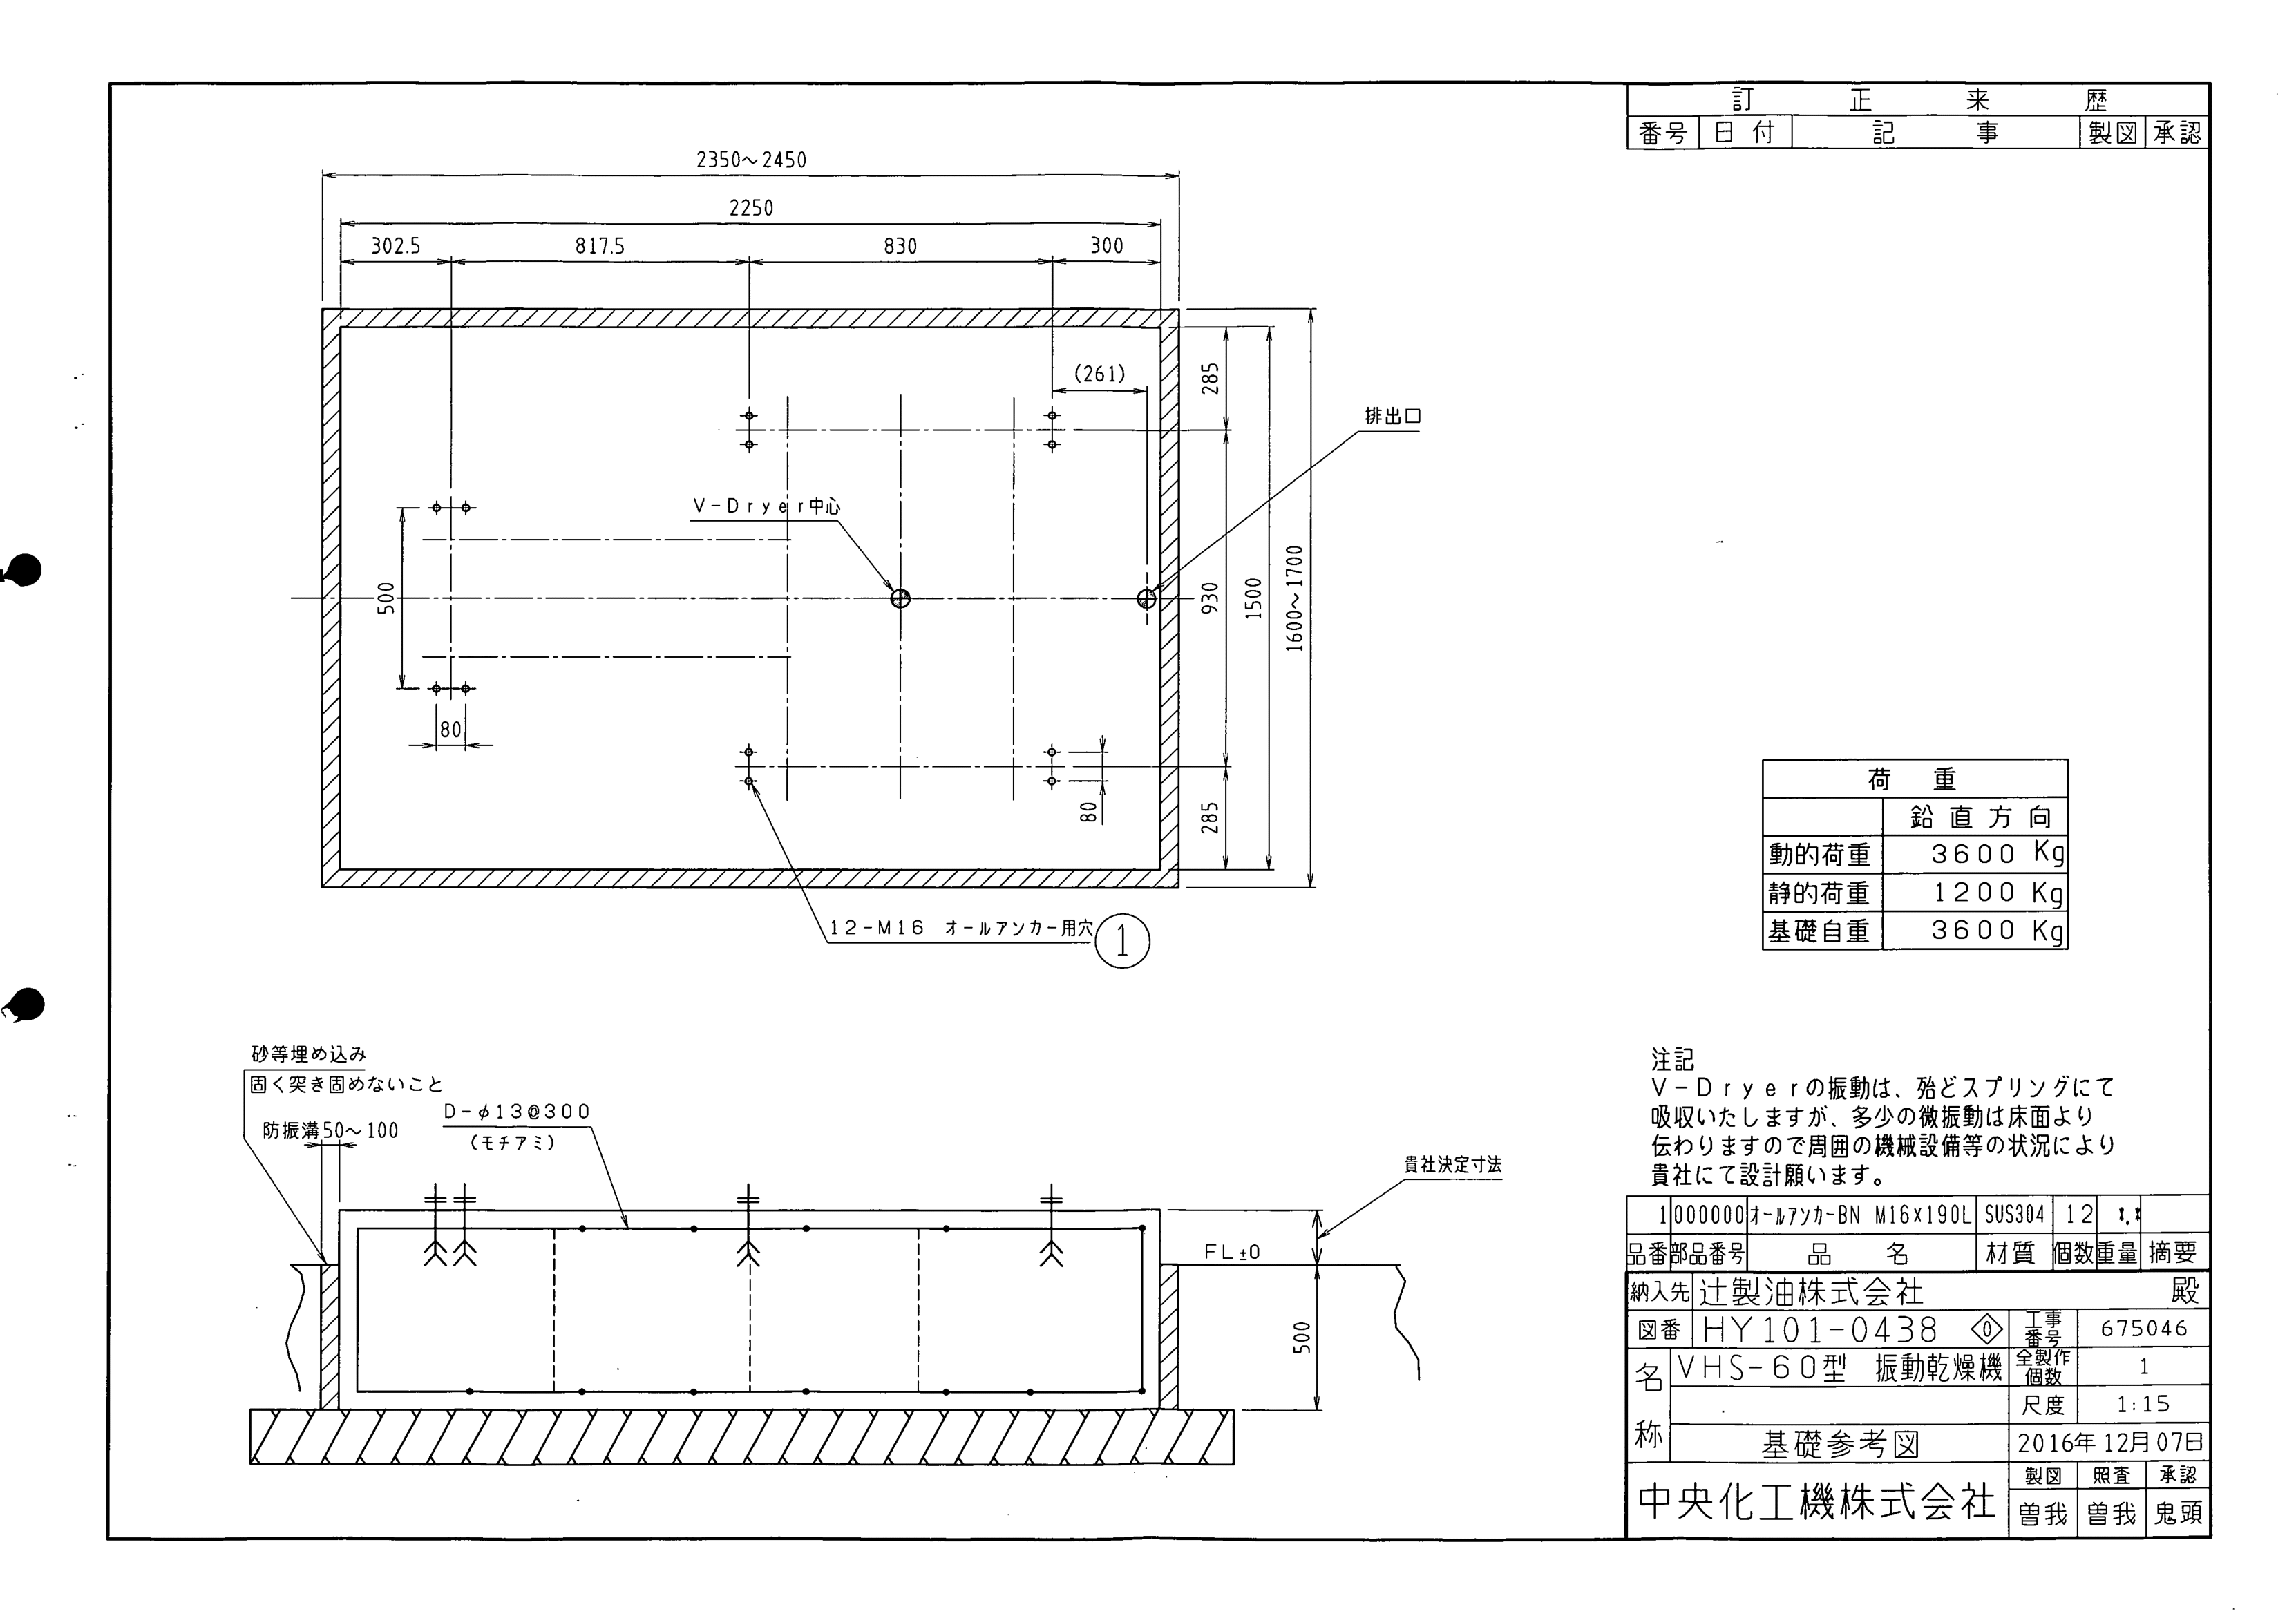 訂正来歴
番号 日付 記事 製図 承認
2350～2450
2250
302.5 817.5 830 300
(261)
285
排出口
V-Dryer中心
500
930
1500
1600～1700
80
80
285
12-M16 オールアンカー用穴 1
荷重
鉛直方向
動的荷重 3600 Kg
静的荷重 1200 Kg
基礎自重 3600 Kg
砂等埋め込み
固く突き固めないこと
防振溝50～100
D-φ13@300
(モチアミ)
貴社決定寸法
FL±0
500
注記
V-Dryerの振動は、殆どスプリングにて
吸収いたしますが、多少の微振動は床面より
伝わりますので周囲の機械設備等の状況により
貴社にて設計願います。
1 000000 オールアンカーBN M16×190L SUS304 12 *.*
品番 部品番号 品名 材質 個数 重量 摘要
納入先 辻製油株式会社 殿
図番 HY101-0438 0 工事番号 675046
名称 VHS-60型 振動乾燥機 全製作個数 1
尺度 1:15
基礎参考図 2016年12月07日
中央化工機株式会社 製図 照査 承認
曽我 曽我 鬼頭